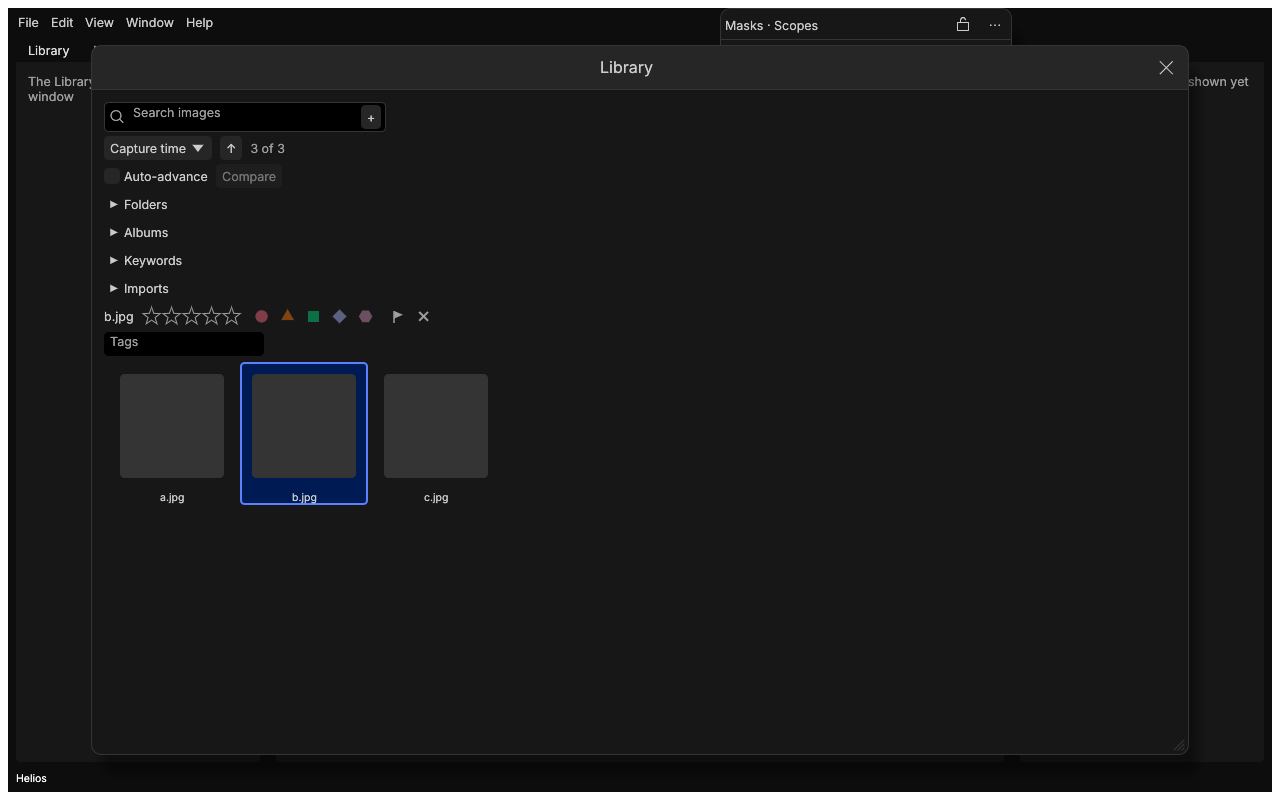 File Edit View Window Help
Masks · Scopes
...
Library
The Library
window
shown yet
Library
Search images
+
Capture time
3 of 3
Auto-advance
Compare
Folders
Albums
Keywords
Imports
b.jpg
Tags
a.jpg
b.jpg
c.jpg
Helios